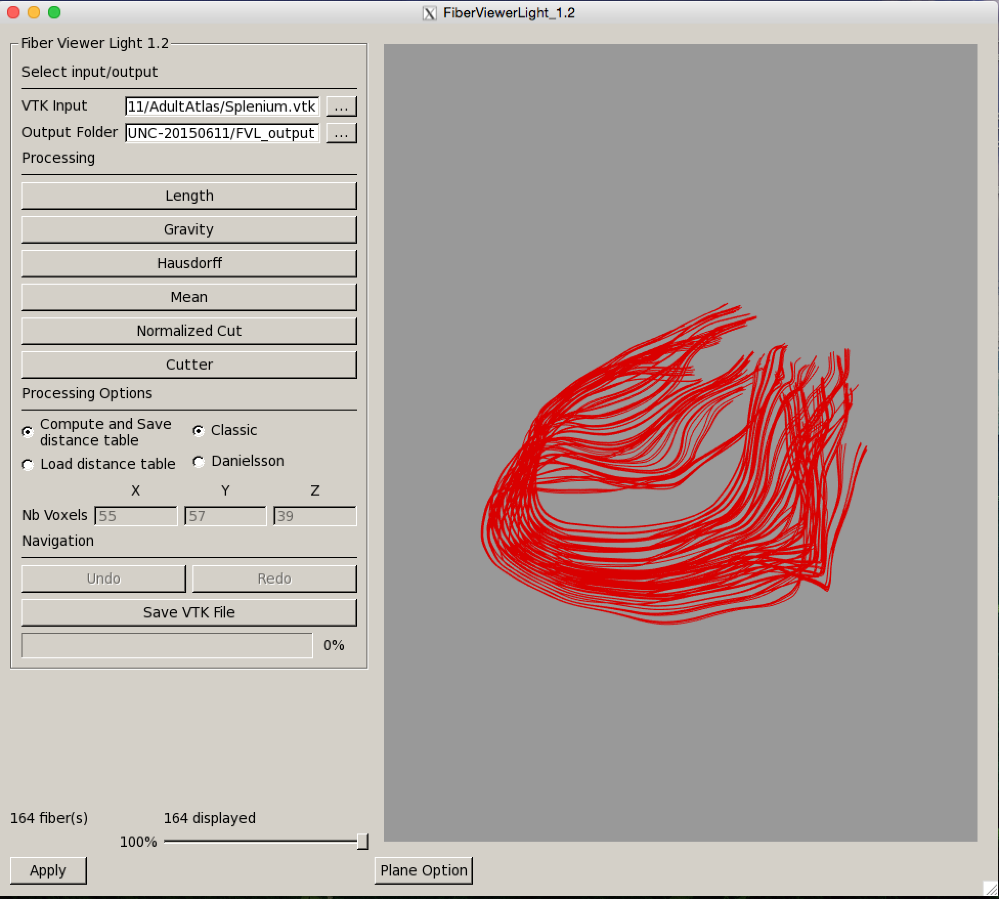 FiberViewerLight_1.2
Fiber Viewer Light 1.2
Select input/output
VTK Input 11/AdultAtlas/Splenium.vtk ...
Output Folder UNC-20150611/FVL_output ...
Processing
Length
Gravity
Hausdorff
Mean
Normalized Cut
Cutter
Processing Options
Compute and Save
distance table
Classic
Load distance table
Danielsson
X Y Z
Nb Voxels 55 57 39
Navigation
Undo Redo
Save VTK File
0%
164 fiber(s) 164 displayed
100%
Apply Plane Option